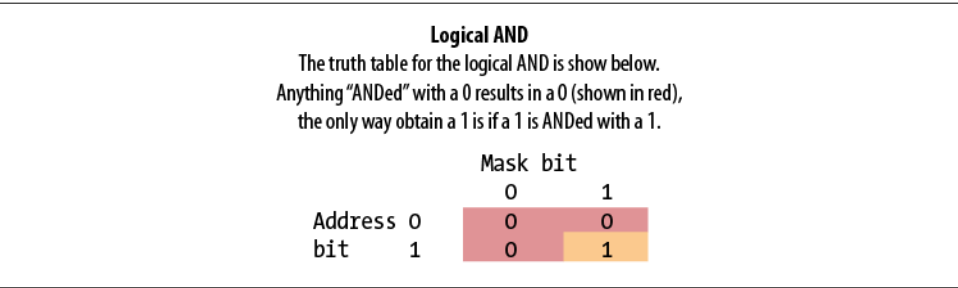 Logical AND
The truth table for the logical AND is show below.
Anything “ANDed” with a 0 results in a 0 (shown in red),
the only way obtain a 1 is if a 1 is ANDed with a 1.
Mask bit
0 1
Address 0 0 0
bit 1 0 1